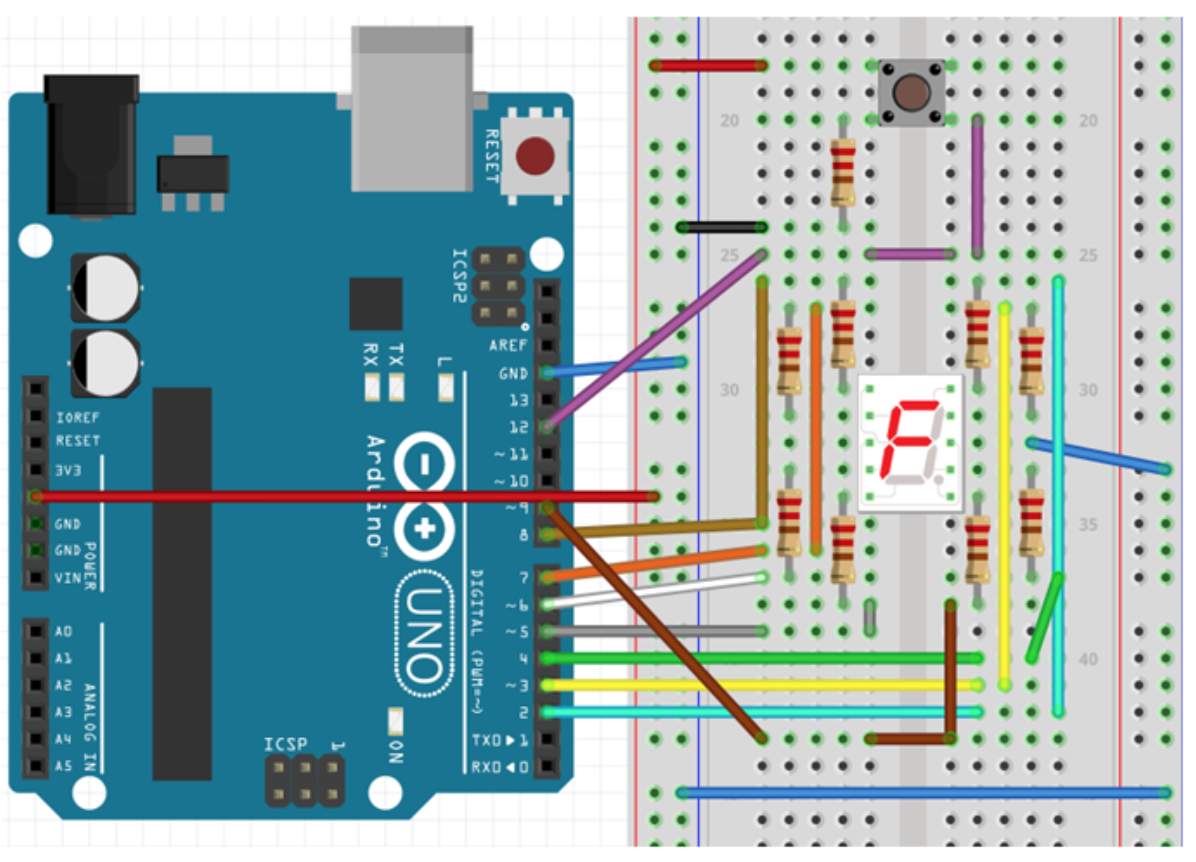 RESET
ICSP2
AREF
GND
13
12
~11
~10
~9
8
7
~6
~5
4
~3
2
TX0▶1
RX0◀0
RX
TX
L
IOREF
RESET
3V3
GND
GND
VIN
POWER
A0
A1
A2
A3
A4
A5
ANALOG IN
Arduino™
UNO
DIGITAL (PWM=~)
ICSP
1
ON
20
20
25
25
30
30
35
35
40